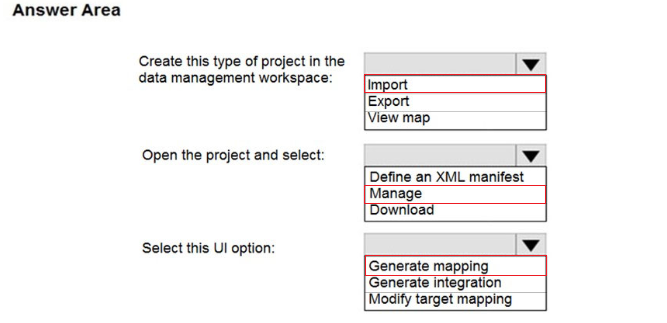 Answer Area
Create this type of project in the
data management workspace:
Import
Export
View map
Open the project and select:
Define an XML manifest
Manage
Download
Select this UI option:
Generate mapping
Generate integration
Modify target mapping